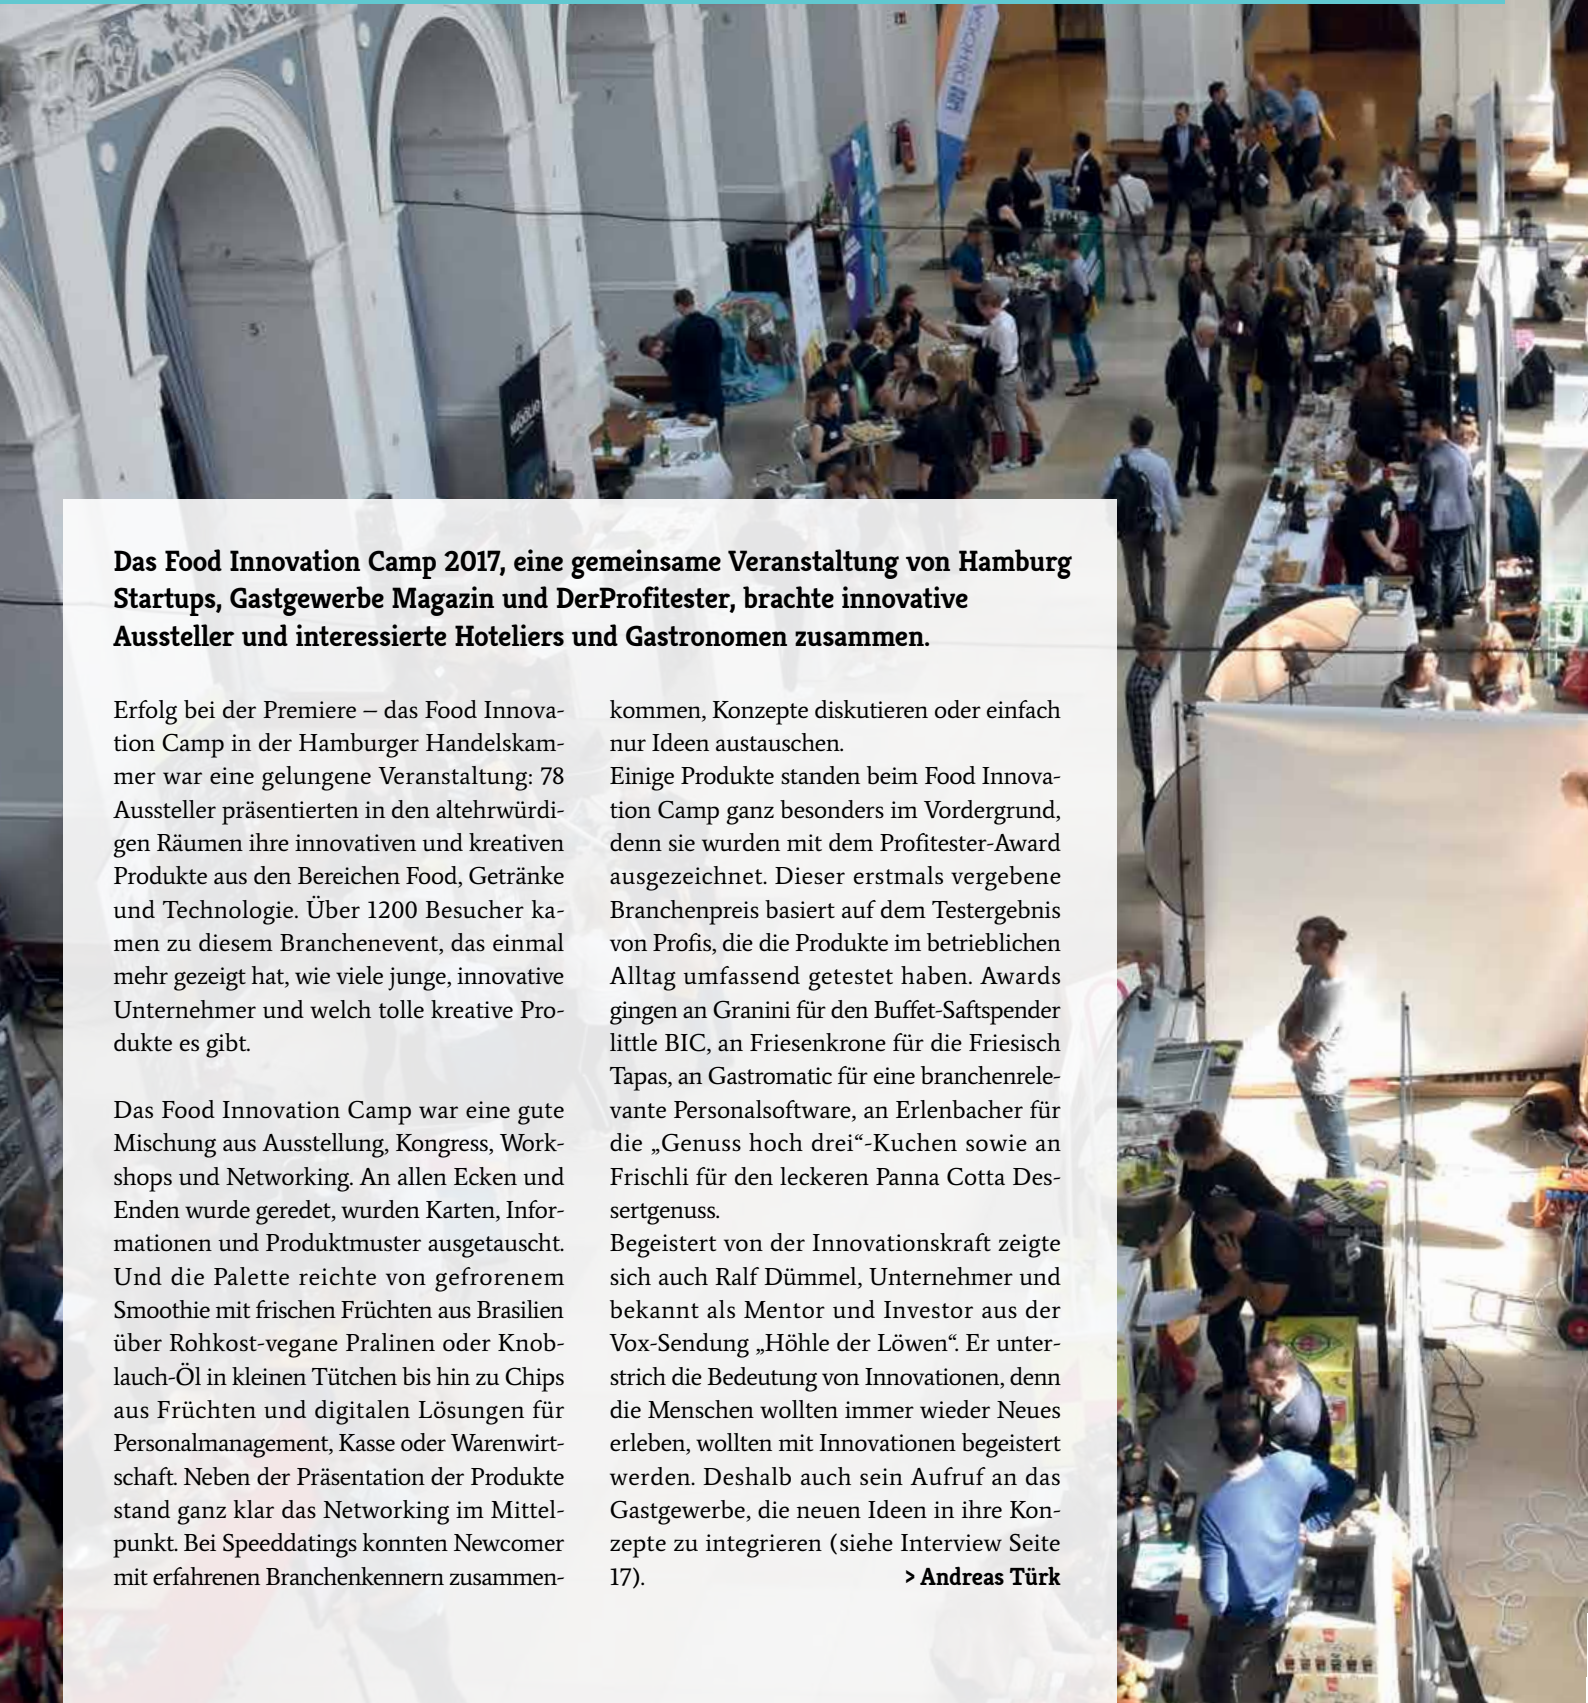 Das Food Innovation Camp 2017, eine gemeinsame Veranstaltung von Hamburg
Startups, Gastgewerbe Magazin und DerProfitester, brachte innovative
Aussteller und interessierte Hoteliers und Gastronomen zusammen.
Erfolg bei der Premiere – das Food Innova-
tion Camp in der Hamburger Handelskam-
mer war eine gelungene Veranstaltung: 78
Aussteller präsentierten in den altehrwürdi-
gen Räumen ihre innovativen und kreativen
Produkte aus den Bereichen Food, Getränke
und Technologie. Über 1200 Besucher ka-
men zu diesem Branchenevent, das einmal
mehr gezeigt hat, wie viele junge, innovative
Unternehmer und welch tolle kreative Pro-
dukte es gibt.
Das Food Innovation Camp war eine gute
Mischung aus Ausstellung, Kongress, Work-
shops und Networking. An allen Ecken und
Enden wurde geredet, wurden Karten, Infor-
mationen und Produktmuster ausgetauscht.
Und die Palette reichte von gefrorenem
Smoothie mit frischen Früchten aus Brasilien
über Rohkost-vegane Pralinen oder Knob-
lauch-Öl in kleinen Tütchen bis hin zu Chips
aus Früchten und digitalen Lösungen für
Personalmanagement, Kasse oder Warenwirt-
schaft. Neben der Präsentation der Produkte
stand ganz klar das Networking im Mittel-
punkt. Bei Speeddatings konnten Newcomer
mit erfahrenen Branchenkennern zusammen-
kommen, Konzepte diskutieren oder einfach
nur Ideen austauschen.
Einige Produkte standen beim Food Innova-
tion Camp ganz besonders im Vordergrund,
denn sie wurden mit dem Profitester-Award
ausgezeichnet. Dieser erstmals vergebene
Branchenpreis basiert auf dem Testergebnis
von Profis, die die Produkte im betrieblichen
Alltag umfassend getestet haben. Awards
gingen an Granini für den Buffet-Saftspender
little BIC, an Friesenkrone für die Friesisch
Tapas, an Gastromatic für eine branchenrele-
vante Personalsoftware, an Erlenbacher für
die „Genuss hoch drei“-Kuchen sowie an
Frischli für den leckeren Panna Cotta Des-
sertgenuss.
Begeistert von der Innovationskraft zeigte
sich auch Ralf Dümmel, Unternehmer und
bekannt als Mentor und Investor aus der
Vox-Sendung „Höhle der Löwen“. Er unter-
strich die Bedeutung von Innovationen, denn
die Menschen wollten immer wieder Neues
erleben, wollten mit Innovationen begeistert
werden. Deshalb auch sein Aufruf an das
Gastgewerbe, die neuen Ideen in ihre Kon-
zepte zu integrieren (siehe Interview Seite
17). > Andreas Türk
5
6
7